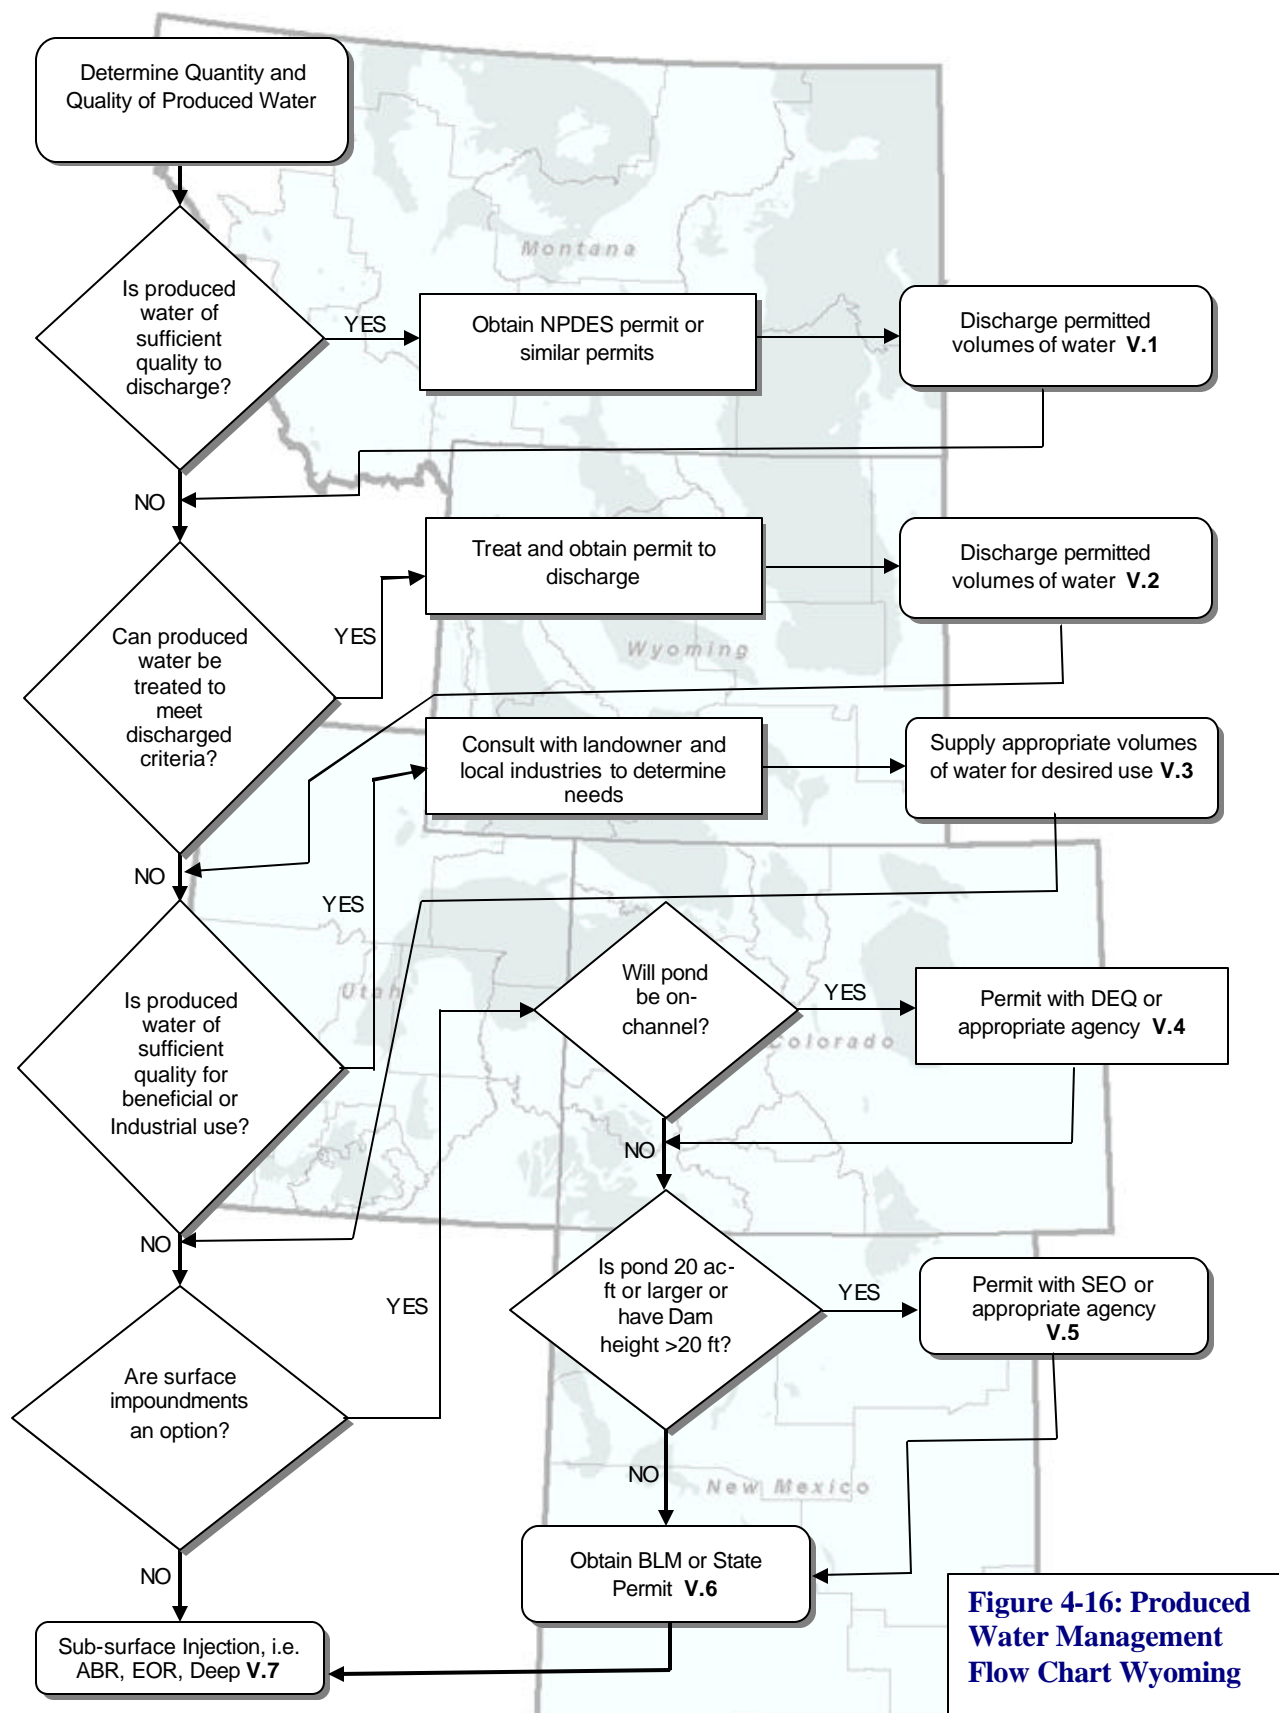 Determine Quantity and
Quality of Produced Water
Montana
Is produced
water of
sufficient
quality to
discharge?
YES
Obtain NPDES permit or
similar permits
Discharge permitted
volumes of water V.1
NO
Treat and obtain permit to
discharge
Discharge permitted
volumes of water V.2
Can produced
water be
treated to
meet
discharged
criteria?
YES
Wyoming
Consult with landowner and
local industries to determine
needs
Supply appropriate volumes
of water for desired use V.3
NO
YES
Is produced
water of
sufficient
quality for
beneficial or
Industrial use?
Utah
Will pond
be on-
channel?
YES
Permit with DEQ or
appropriate agency V.4
Colorado
NO
NO
Is pond 20 ac-
ft or larger or
have Dam
height >20 ft?
YES
Permit with SEO or
appropriate agency
V.5
YES
Are surface
impoundments
an option?
NO
New Mexico
NO
Obtain BLM or State
Permit V.6
Sub-surface Injection, i.e.
ABR, EOR, Deep V.7
Figure 4-16: Produced
Water Management
Flow Chart Wyoming